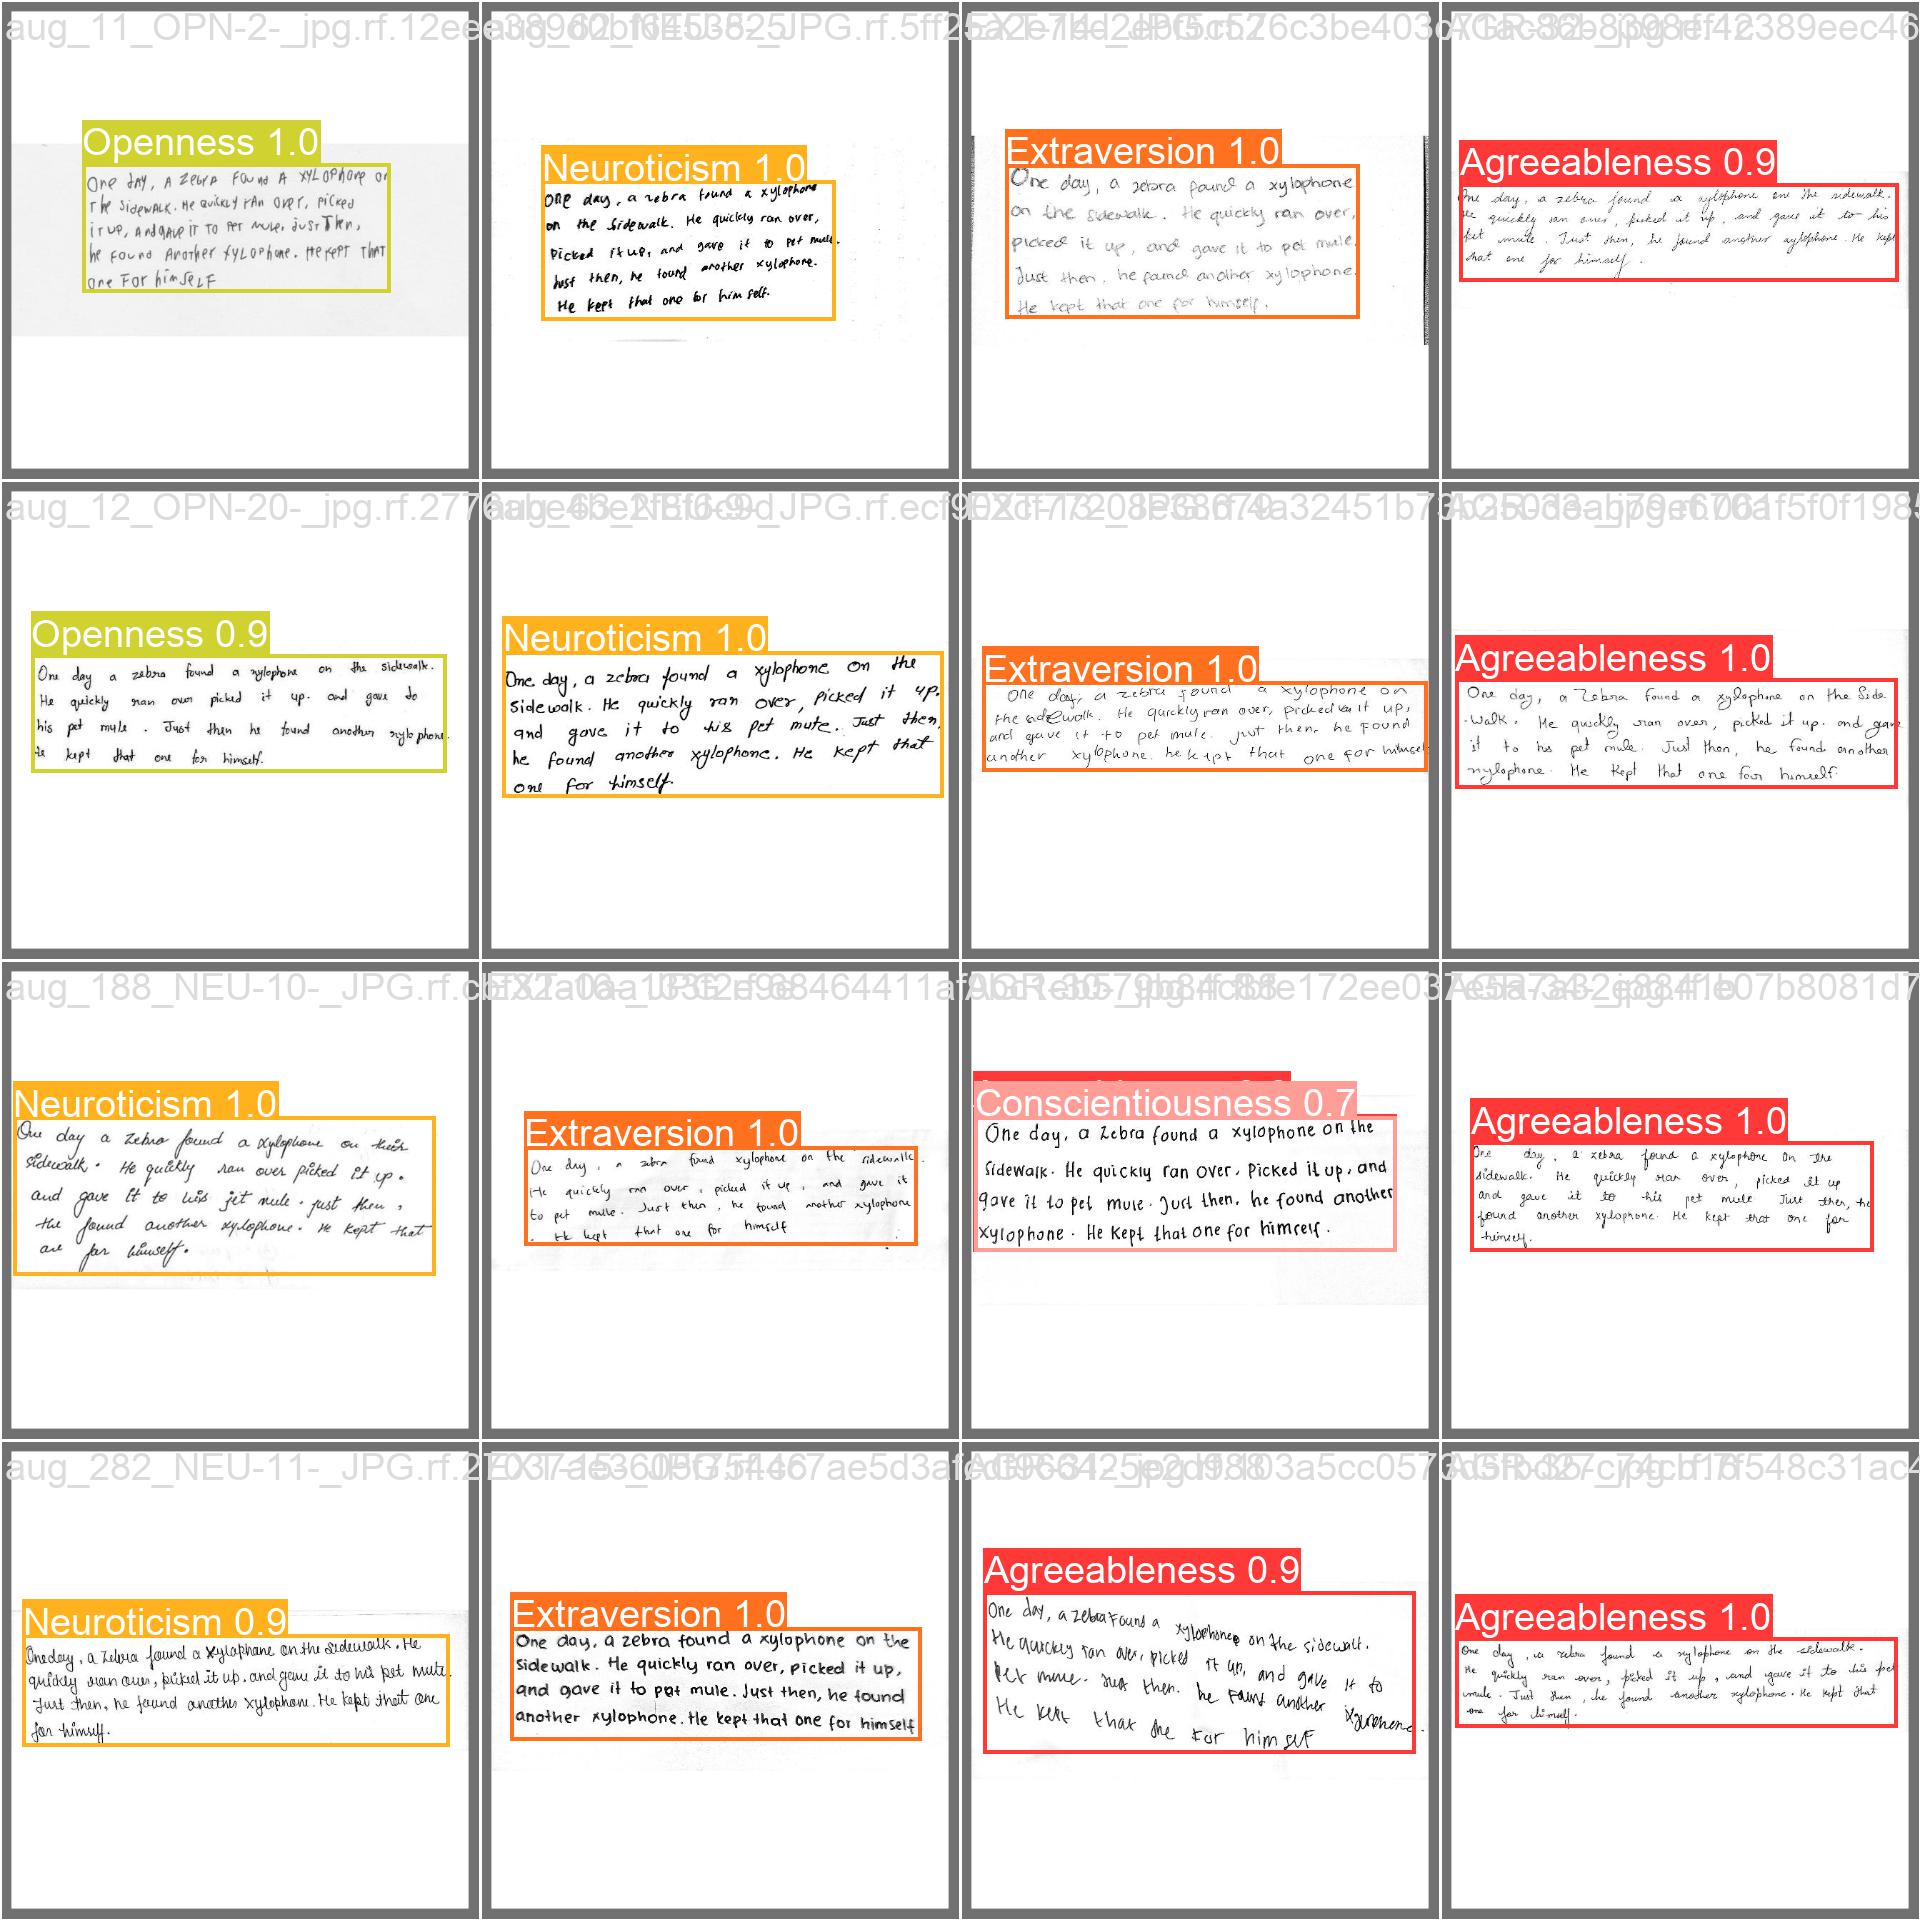 aug_11_OPN-2-_jpg.rf.12eee
Openness 1.0
One dAy, A zebrA Found A xylophone on
The sidewalk. He quickly ran over, picked
it up, and gave it to pet mule. Just Then,
he found Another xylophone. He kept That
one For himself
Neuroticism 1.0
One day, a zebra found a xylophone
on the sidewalk. He quickly ran over,
Picked it up, and gave it to pet mule.
Just then, he found another xylophone.
He kept that one for him self.
Extraversion 1.0
One day, a zebra found a xylophone
on the sidewalk. He quickly ran over,
picked it up, and gave it to pet mule.
Just then, he found another xylophone.
He kept that one for himself.
Agreeableness 0.9
One day, a zebra found a xylophone on the sidewalk.
He quickly ran over, picked it up, and gave it to his
pet mule. Just then, he found another xylophone. He kept
that one for himself.
aug_12_OPN-20-_jpg.rf.277
Openness 0.9
One day a zebra found a xylophone on the sidewalk.
He quickly ran over picked it up. and gave to
his pet mule. Just then he found another xylophone.
He kept that one for himself.
Neuroticism 1.0
One day, a zebra found a xylophone on the
sidewalk. He quickly ran over, picked it up.
and gave it to his pet mute. Just then,
he found another xylophone. He kept that
one for himself.
Extraversion 1.0
One day, a zebra found a xylophone on
the sidewalk. He quickly ran over, picked it up,
and gave it to pet mule. Just then, he found
another xylophone. he kept that one for himself
Agreeableness 1.0
One day, a Zebra found a xylophone on the Side
-walk. He quickly ran over, picked it up. and gave
it to his pet mule. Just then, he found another
xylophone. He kept that one for himself.
aug_188_NEU-10-_JPG.rf.c
Neuroticism 1.0
One day a zebra found a xylophone on their
sidewalk. He quickly ran over picked it up.
and gave it to his jet mule. just then,
the found another xylophone. He kept that
one for himself.
Extraversion 1.0
One day, a zebra found xylophone on the sidewalk.
He quickly ran over, picked it up, and gave it
to pet mule. Just then, he found another xylophone
. He kept that one for himself
Conscientiousness 0.7
One day, a Zebra found a xylophone on the
sidewalk. He quickly ran over. Picked it up, and
gave it to pet mule. Just then. he found another
xylophone. He kept that one for himself.
Agreeableness 1.0
One day, a zebra found a xylophone on the
sidewalk. He quickly ran over, picked it up
and gave it to his pet mule Just then, he
found another xylophone. He kept that one for
himself.
aug_282_NEU-11-_JPG.rf.2
Neuroticism 0.9
One day, a zebra found a xylophone on the sidewalk. He
quickly ran over, picked it up, and gave it to his pet mute.
Just then, he found another xylophone. He kept that one
for himself.
Extraversion 1.0
One day, a zebra found a xylophone on the
sidewalk. He quickly ran over, picked it up,
and gave it to pet mule. Just then, he found
another xylophone. He kept that one for himself
Agreeableness 0.9
One day, a zebra found a xylophone on the sidewalk.
He quickly ran over, picked it up, and gave it to
Pet mule. Just then. he found another
He kept that one for himself
Agreeableness 1.0
One day, a zebra found a xylophone on the sidewalk.
He quickly ran over, picked it up, and gave it to his pet
mule. Just then, he found another xylophone. He kept that
one for himself.